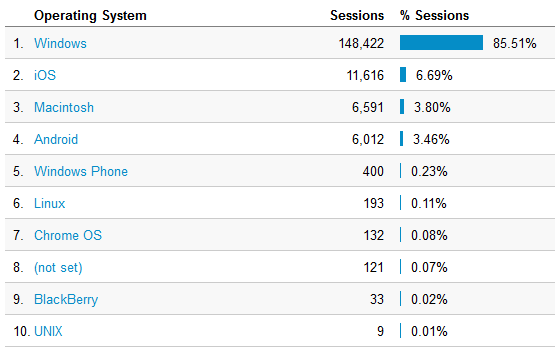 Operating System Sessions % Sessions
1. Windows 148,422 85.51%
2. iOS 11,616 6.69%
3. Macintosh 6,591 3.80%
4. Android 6,012 3.46%
5. Windows Phone 400 0.23%
6. Linux 193 0.11%
7. Chrome OS 132 0.08%
8. (not set) 121 0.07%
9. BlackBerry 33 0.02%
10. UNIX 9 0.01%